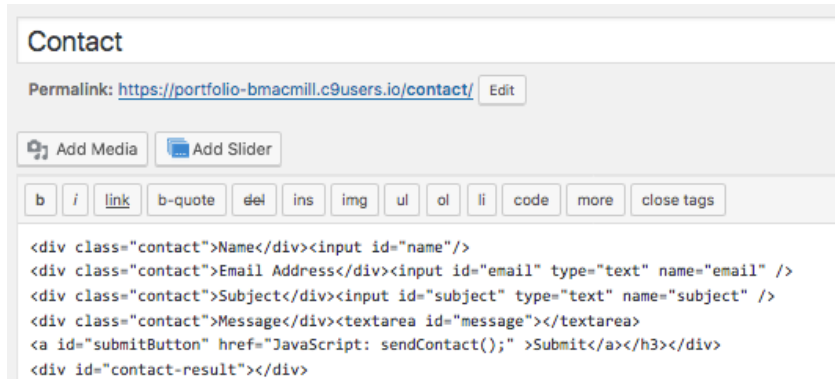 Contact
Permalink: https://portfolio-bmacmill.c9users.io/contact/ Edit
Add Media Add Slider
b i link b-quote del ins img ul ol li code more close tags
<div class="contact">Name</div><input id="name"/>
<div class="contact">Email Address</div><input id="email" type="text" name="email" />
<div class="contact">Subject</div><input id="subject" type="text" name="subject" />
<div class="contact">Message</div><textarea id="message"></textarea>
<a id="submitButton" href="JavaScript: sendContact();" >Submit</a></h3></div>
<div id="contact-result"></div>